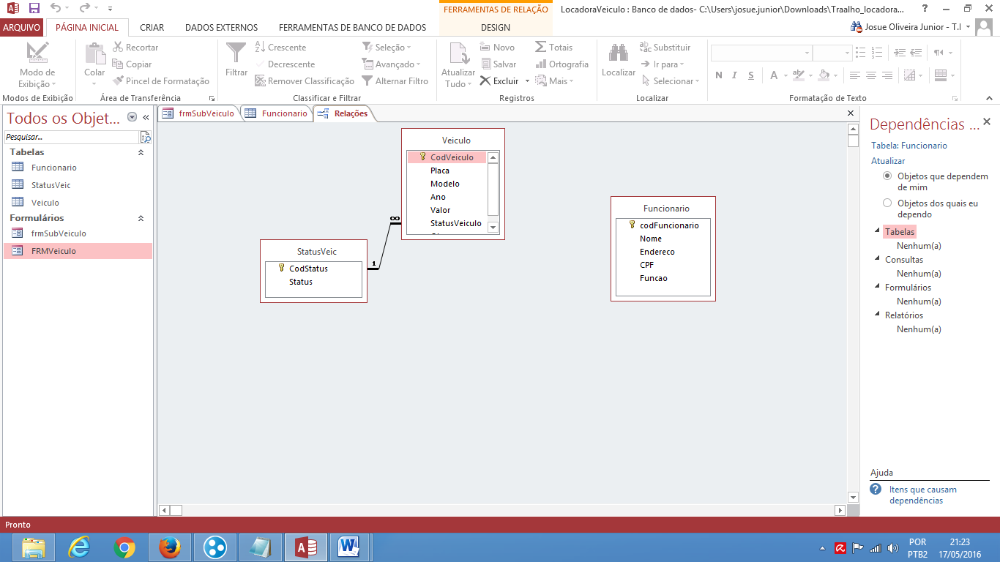 FERRAMENTAS DE RELAÇÃO
LocadoraVeiculo : Banco de dados- C:\Users\josue.junior\Downloads\Traalho_locadora...
ARQUIVO PÁGINA INICIAL CRIAR DADOS EXTERNOS FERRAMENTAS DE BANCO DE DADOS DESIGN
Josue Oliveira Junior - T.I
Modo de Exibição
Modos de Exibição
Colar
Recortar
Copiar
Pincel de Formatação
Área de Transferência
Filtrar
Crescente
Decrescente
Remover Classificação
Seleção
Avançado
Alternar Filtro
Classificar e Filtrar
Atualizar Tudo
Novo
Salvar
Excluir
Totais
Ortografia
Mais
Registros
Localizar
Substituir
Ir para
Selecionar
Localizar
N I S A
Formatação de Texto
Todos os Objet...
Pesquisar...
Tabelas
Funcionario
StatusVeic
Veiculo
Formulários
frmSubVeiculo
FRMVeiculo
frmSubVeiculo Funcionario Relações
Veiculo
CodVeiculo
Placa
Modelo
Ano
Valor
StatusVeiculo
∞
1
StatusVeic
CodStatus
Status
Funcionario
codFuncionario
Nome
Endereco
CPF
Funcao
Dependências ...
Tabela: Funcionario
Atualizar
Objetos que dependem
de mim
Objetos dos quais eu
dependo
Tabelas
Nenhum(a)
Consultas
Nenhum(a)
Formulários
Nenhum(a)
Relatórios
Nenhum(a)
Ajuda
Itens que causam
dependências
Pronto
POR
PTB2
21:23
17/05/2016